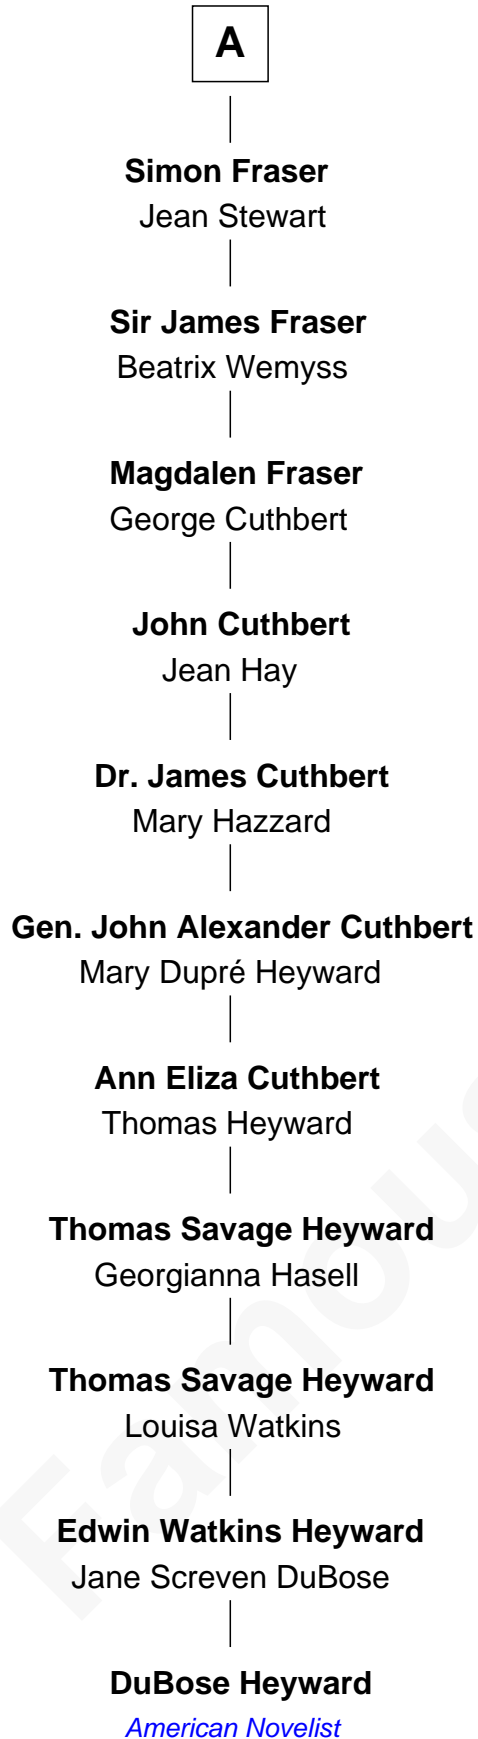 A
Simon Fraser
Jean Stewart
Sir James Fraser
Beatrix Wemyss
Magdalen Fraser
George Cuthbert
John Cuthbert
Jean Hay
Dr. James Cuthbert
Mary Hazzard
Gen. John Alexander Cuthbert
Mary Dupré Heyward
Ann Eliza Cuthbert
Thomas Heyward
Thomas Savage Heyward
Georgianna Hasell
Thomas Savage Heyward
Louisa Watkins
Edwin Watkins Heyward
Jane Screven DuBose
DuBose Heyward
American Novelist
Famous